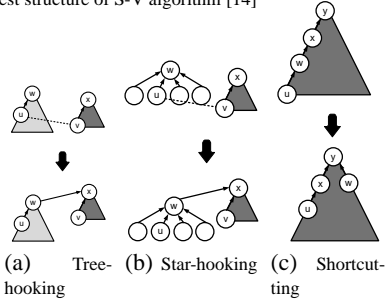 est structure of S-V algorithm [14]
y
x
w
u
w
u
x
v
w
u
x
v
w
u
x
v
w
u
x
v
y
x
w
u
(a) Tree-hooking
(b) Star-hooking
(c) Shortcut-
ting